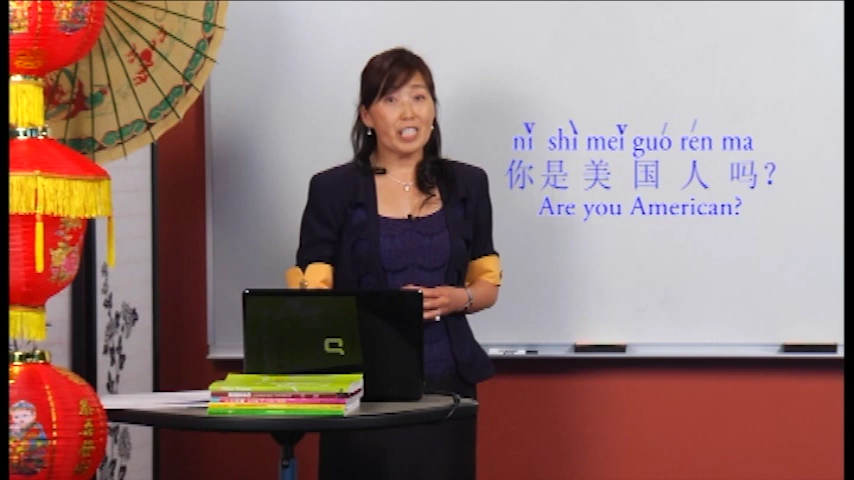 nǐ shì měi guó rén ma
你是美国人吗?
Are you American?